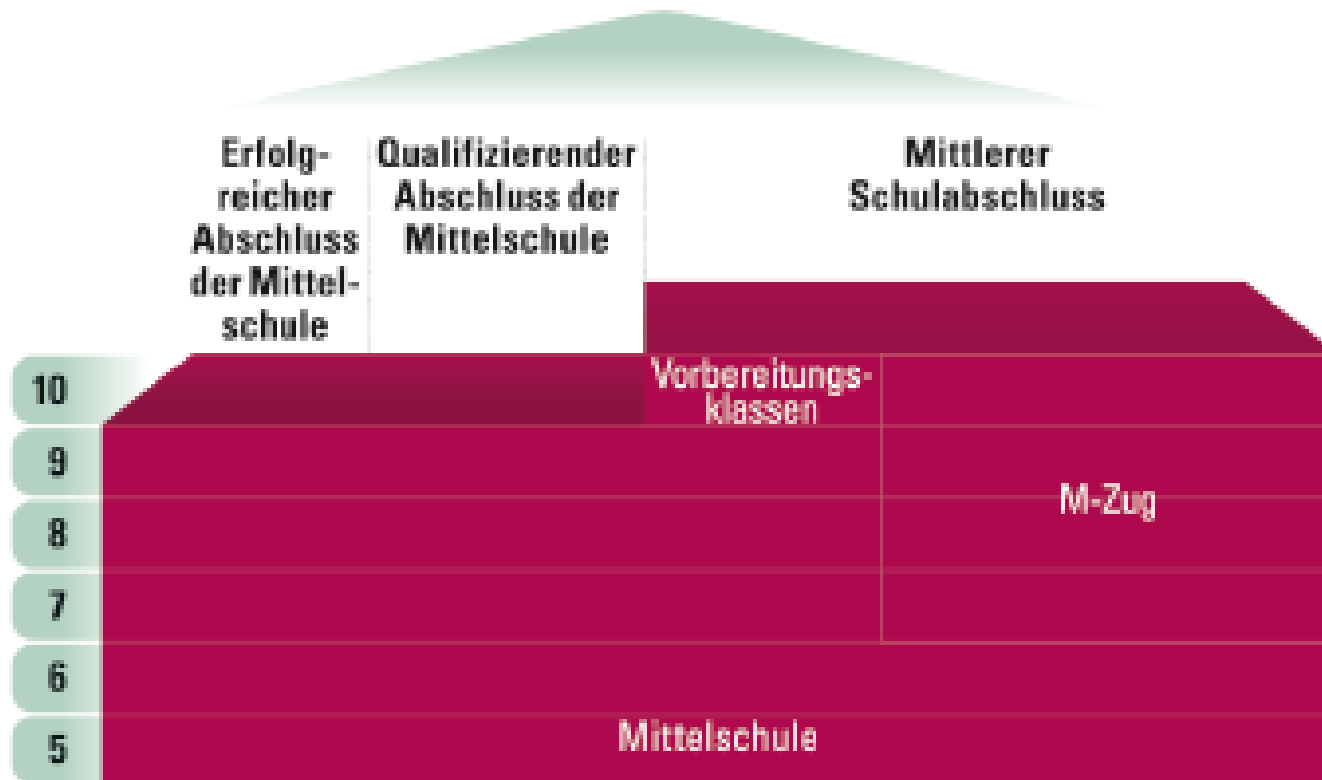 Erfolg-
reicher
Abschluss
der Mittel-
schule
Qualifizierender
Abschluss der
Mittelschule
Mittlerer
Schulabschluss
10
Vorbereitungs-
klassen
9
M-Zug
8
7
6
5
Mittelschule